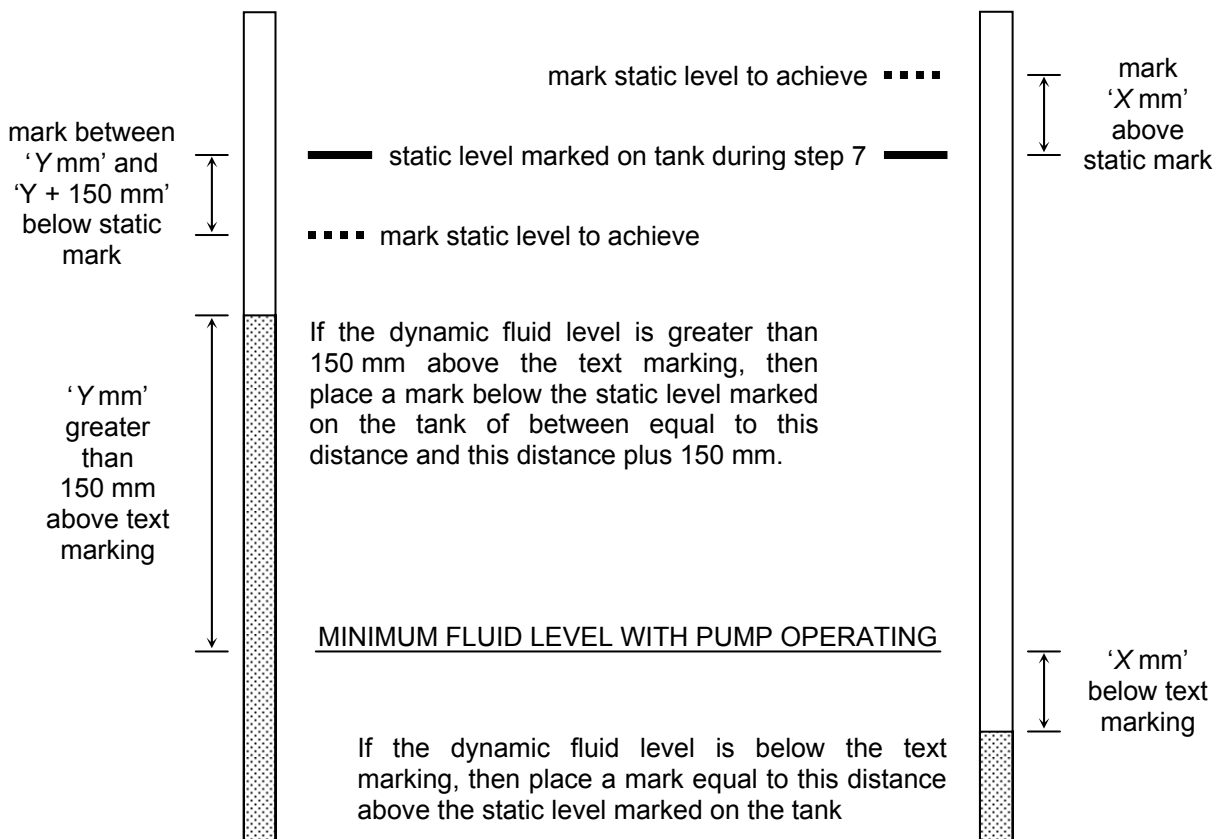 mark static level to achieve
mark
‘X mm’
above
static mark
mark between
‘Y mm’ and
‘Y + 150 mm’
below static
mark
static level marked on tank during step 7
mark static level to achieve
If the dynamic fluid level is greater than
150 mm above the text marking, then
place a mark below the static level marked
on the tank of between equal to this
distance and this distance plus 150 mm.
‘Y mm’
greater
than
150 mm
above text
marking
MINIMUM FLUID LEVEL WITH PUMP OPERATING
‘X mm’
below text
marking
If the dynamic fluid level is below the text
marking, then place a mark equal to this distance
above the static level marked on the tank